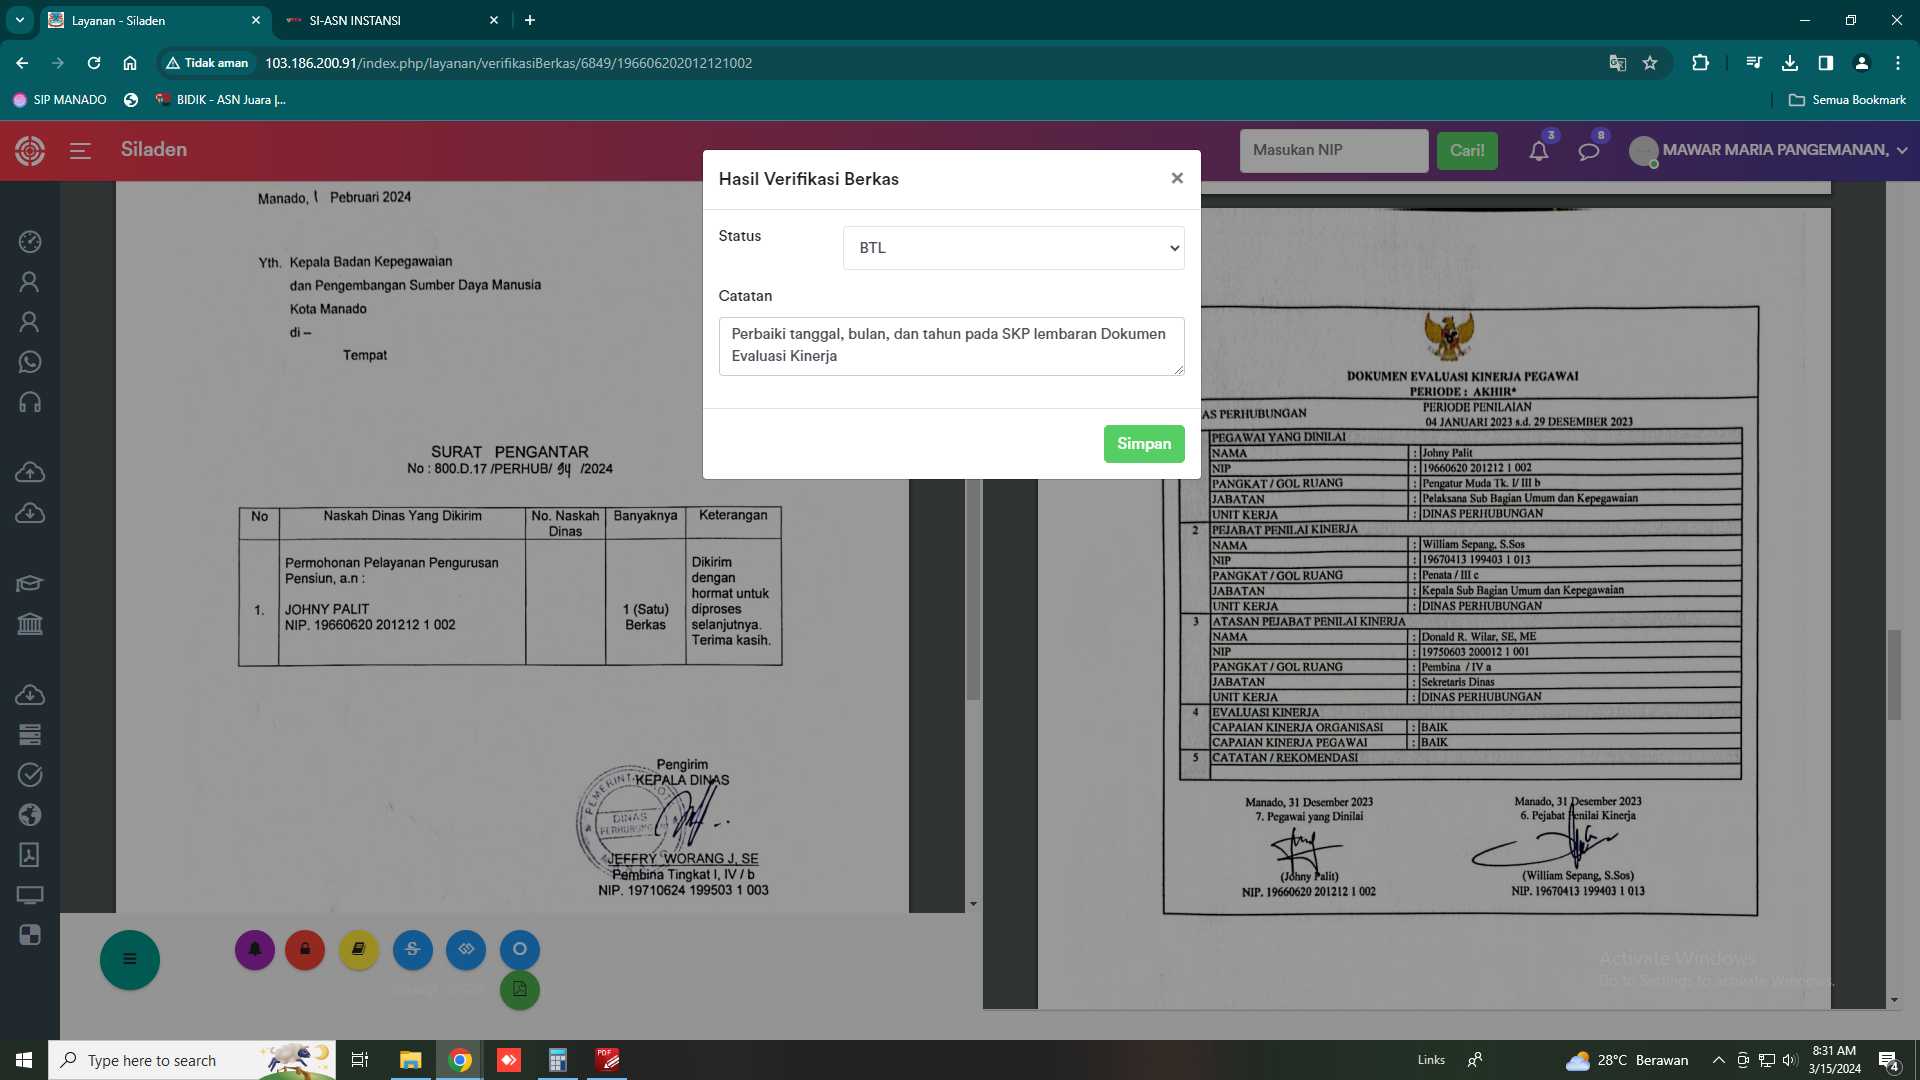 Layanan - Siladen
SI-ASN INSTANSI
Tidak aman
103.186.200.91/index.php/layanan/verifikasiBerkas/6849/196606202012121002
SIP MANADO
BIDIK - ASN Juara |...
Semua Bookmark
Siladen
Masukan NIP
Cari!
3
8
MAWAR MARIA PANGEMANAN,
Hasil Verifikasi Berkas
×
Status
BTL
Catatan
Perbaiki tanggal, bulan, dan tahun pada SKP lembaran Dokumen
Evaluasi Kinerja
Simpan
Manado, 1 Pebruari 2024
Yth. Kepala Badan Kepegawaian
dan Pengembangan Sumber Daya Manusia
Kota Manado
di –
Tempat
SURAT PENGANTAR
No : 800.D.17 /PERHUB/ 94 /2024
No Naskah Dinas Yang Dikirim No. Naskah Dinas Banyaknya Keterangan
1. Permohonan Pelayanan Pengurusan
Pensiun, a.n :
JOHNY PALIT
NIP. 19660620 201212 1 002
1 (Satu)
Berkas
Dikirim
dengan
hormat untuk
diproses
selanjutnya.
Terima kasih.
Pengirim
KEPALA DINAS
DINAS
PERHUBUNGAN
JEFFRY WORANG J, SE
Pembina Tingkat I, IV / b
NIP. 19710624 199503 1 003
DOKUMEN EVALUASI KINERJA PEGAWAI
PERIODE : AKHIR*
AS PERHUBUNGAN
PERIODE PENILAIAN
04 JANUARI 2023 s.d. 29 DESEMBER 2023
PEGAWAI YANG DINILAI
NAMA : Johny Palit
NIP : 19660620 201212 1 002
PANGKAT / GOL RUANG : Pengatur Muda Tk. I/ III b
JABATAN : Pelaksana Sub Bagian Umum dan Kepegawaian
UNIT KERJA : DINAS PERHUBUNGAN
2 PEJABAT PENILAI KINERJA
NAMA : William Sepang, S.Sos
NIP : 19670413 199403 1 013
PANGKAT / GOL RUANG : Penata / III c
JABATAN : Kepala Sub Bagian Umum dan Kepegawaian
UNIT KERJA : DINAS PERHUBUNGAN
3 ATASAN PEJABAT PENILAI KINERJA
NAMA : Donald R. Wilar, SE, ME
NIP : 19750603 200012 1 001
PANGKAT / GOL RUANG : Pembina / IV a
JABATAN : Sekretaris Dinas
UNIT KERJA : DINAS PERHUBUNGAN
4 EVALUASI KINERJA
CAPAIAN KINERJA ORGANISASI : BAIK
CAPAIAN KINERJA PEGAWAI : BAIK
5 CATATAN / REKOMENDASI
Manado, 31 Desember 2023
7. Pegawai yang Dinilai
(Johny Palit)
NIP. 19660620 201212 1 002
Manado, 31 Desember 2023
6. Pejabat Penilai Kinerja
(William Sepang, S.Sos)
NIP. 19670413 199403 1 013
Activate Windows
Go to Settings to activate Windows.
Type here to search
Links
28°C Berawan
8:31 AM
3/15/2024
4